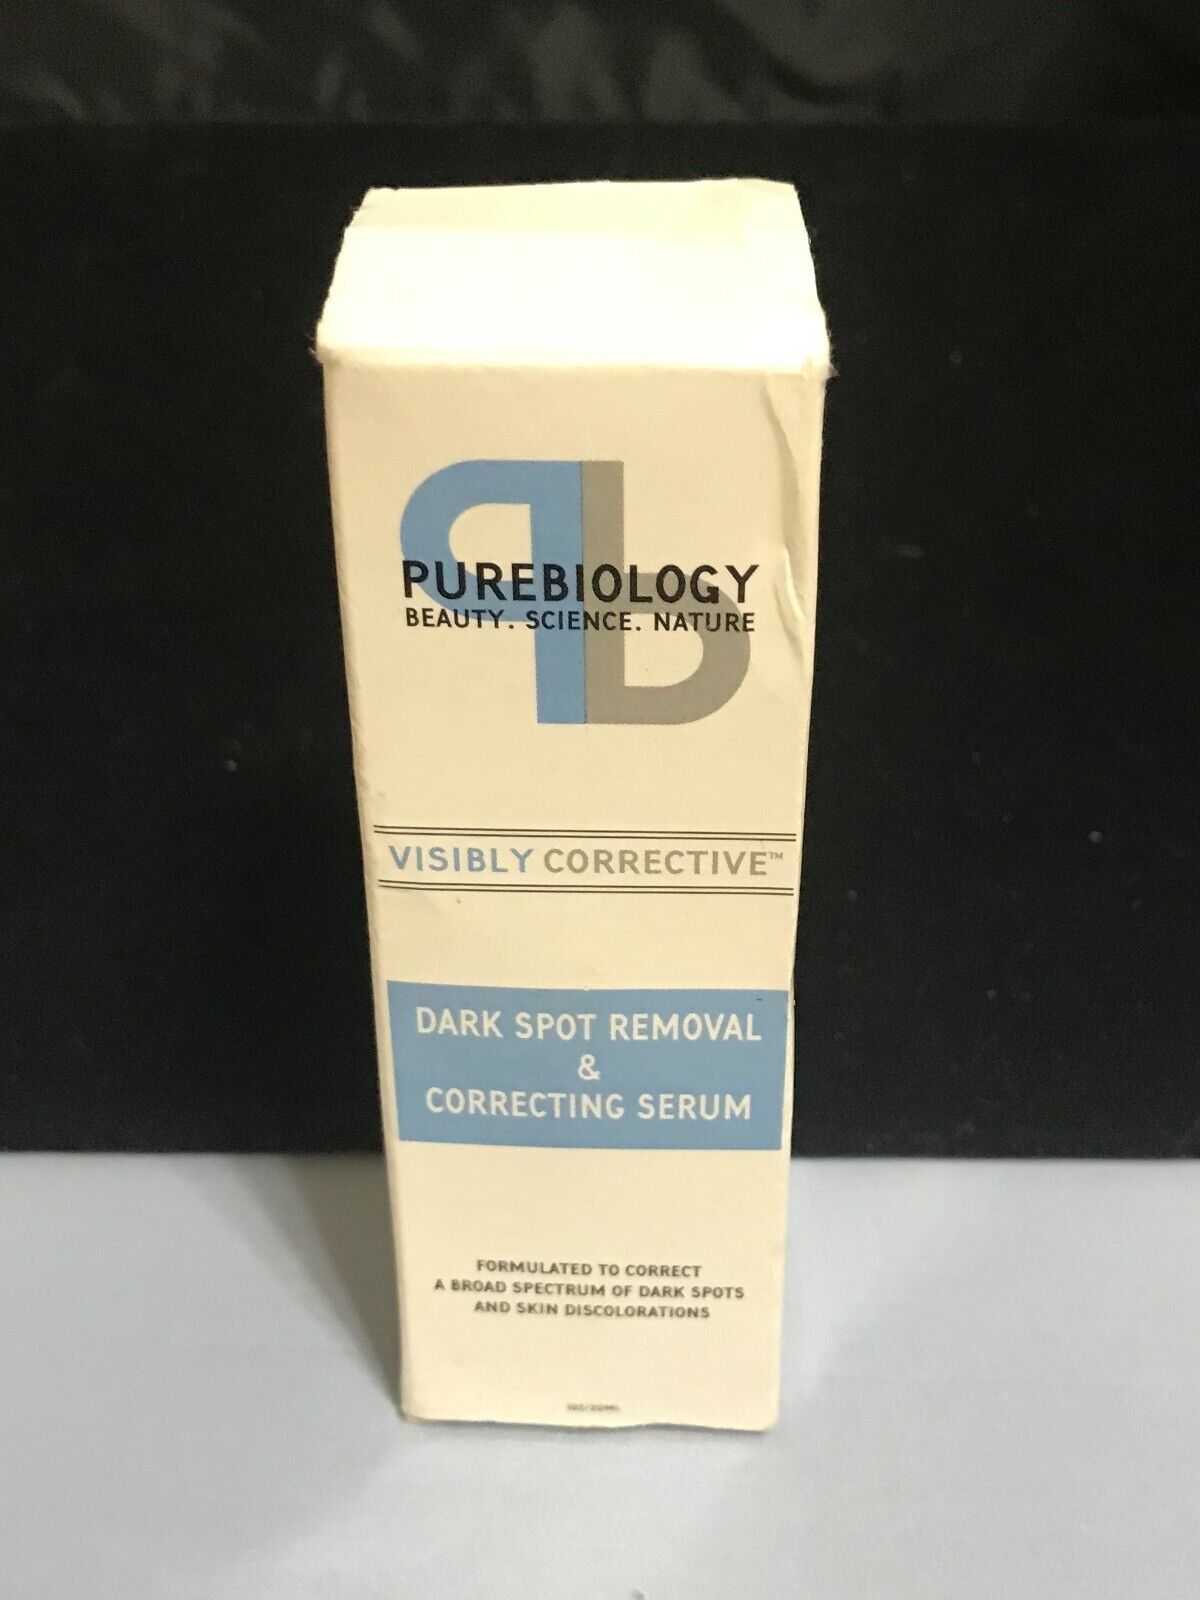 PUREBIOLOGY
BEAUTY. SCIENCE. NATURE
VISIBLY CORRECTIVE™
DARK SPOT REMOVAL
&
CORRECTING SERUM
FORMULATED TO CORRECT
A BROAD SPECTRUM OF DARK SPOTS
AND SKIN DISCOLORATIONS